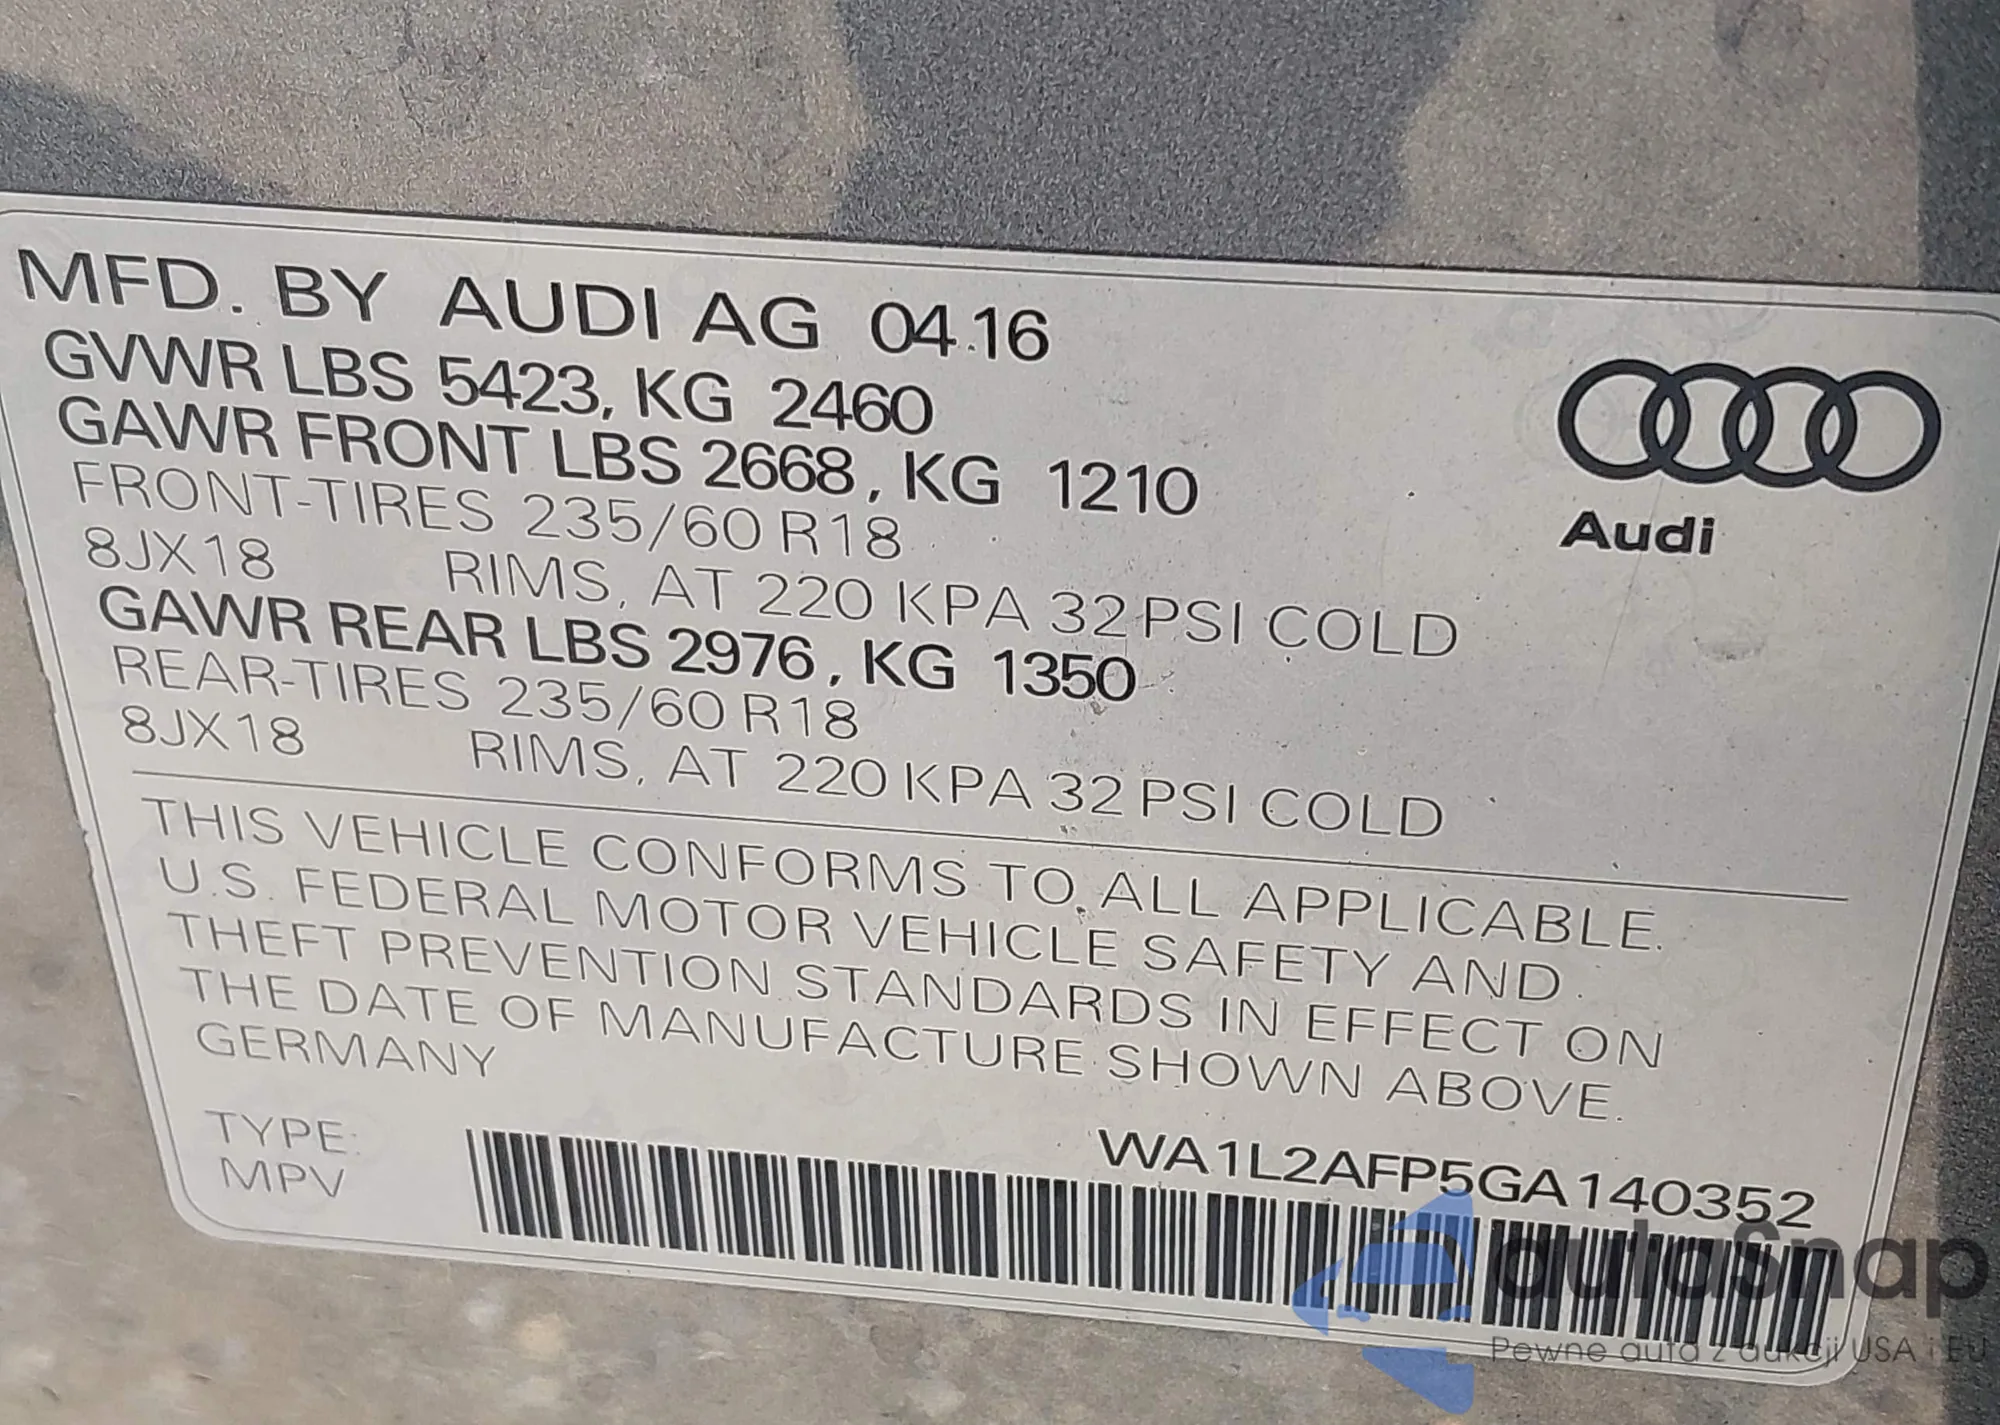 MFD. BY AUDI AG 04.16
GVWR LBS 5423, KG 2460
GAWR FRONT LBS 2668, KG 1210
FRONT-TIRES 235/60 R18
8JX18 RIMS, AT 220 KPA 32 PSI COLD
GAWR REAR LBS 2976, KG 1350
REAR-TIRES 235/60 R18
8JX18 RIMS, AT 220 KPA 32 PSI COLD
Audi
THIS VEHICLE CONFORMS TO ALL APPLICABLE
U.S. FEDERAL MOTOR VEHICLE SAFETY AND
THEFT PREVENTION STANDARDS IN EFFECT ON
THE DATE OF MANUFACTURE SHOWN ABOVE.
GERMANY
TYPE:
MPV
WA1L2AFP5GA140352
autaSnap
Pewne auta z aukcji USA i EU